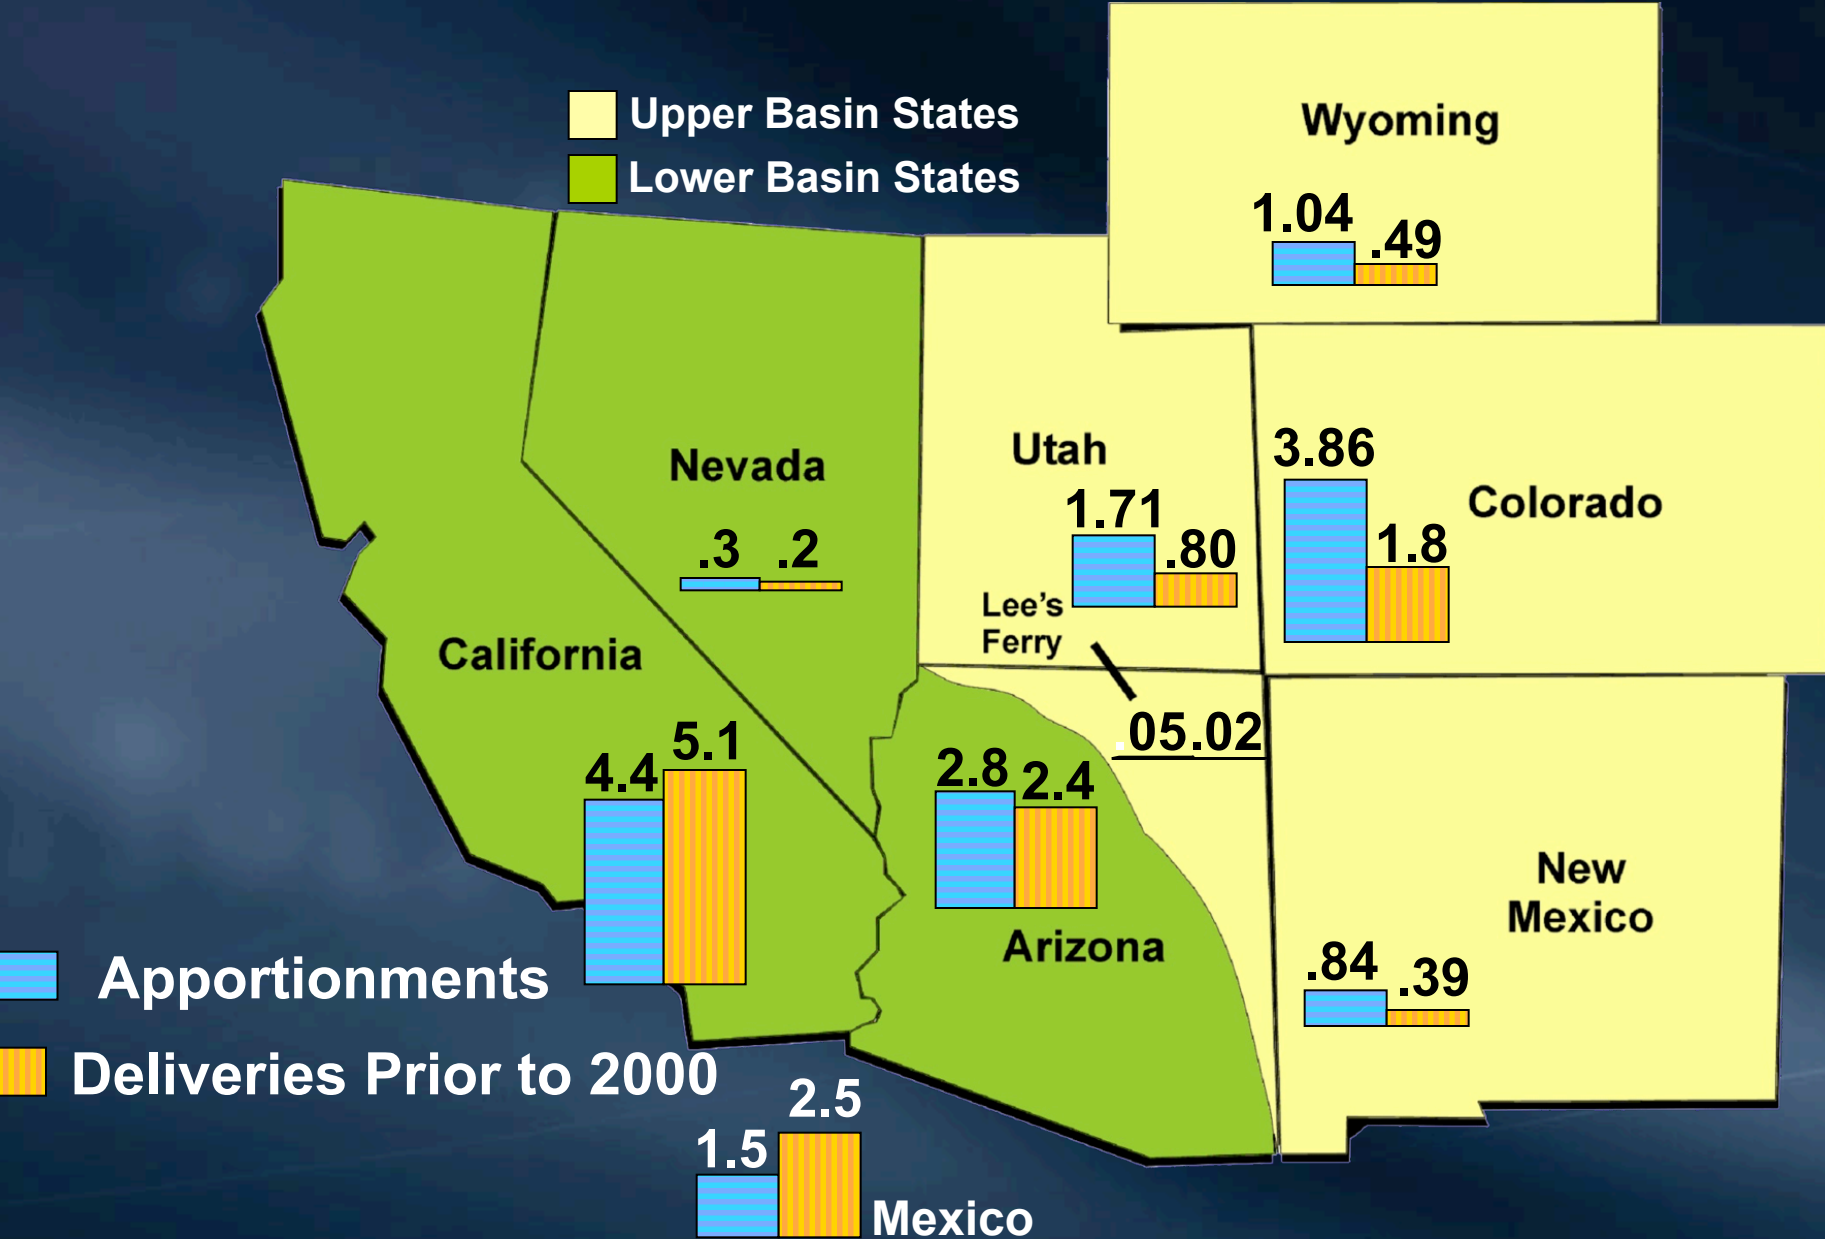 Upper Basin States
Lower Basin States
Wyoming
1.04 .49
Utah
1.71 .80
Lee's
Ferry
3.86 1.8
Colorado
Nevada
.3 .2
California
4.4 5.1
.05 .02
2.8 2.4
Arizona
New
Mexico
.84 .39
Apportionments
Deliveries Prior to 2000
1.5 2.5
Mexico